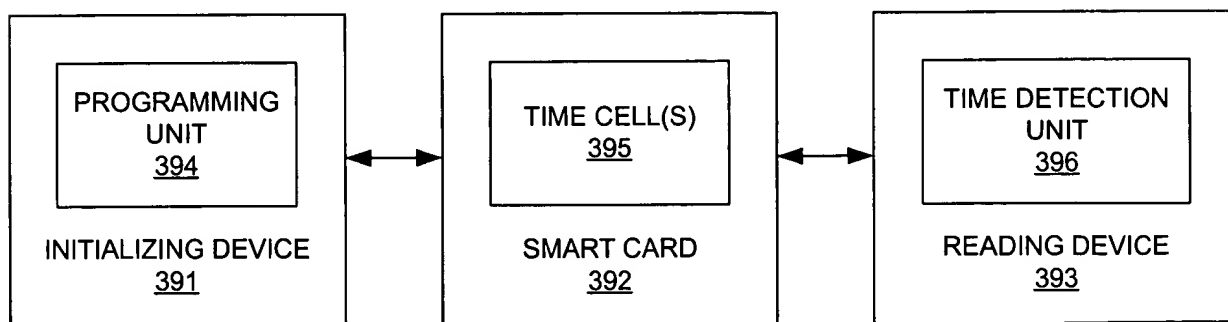 PROGRAMMING
UNIT
394
INITIALIZING DEVICE
391
TIME CELL(S)
395
SMART CARD
392
TIME DETECTION
UNIT
396
READING DEVICE
393